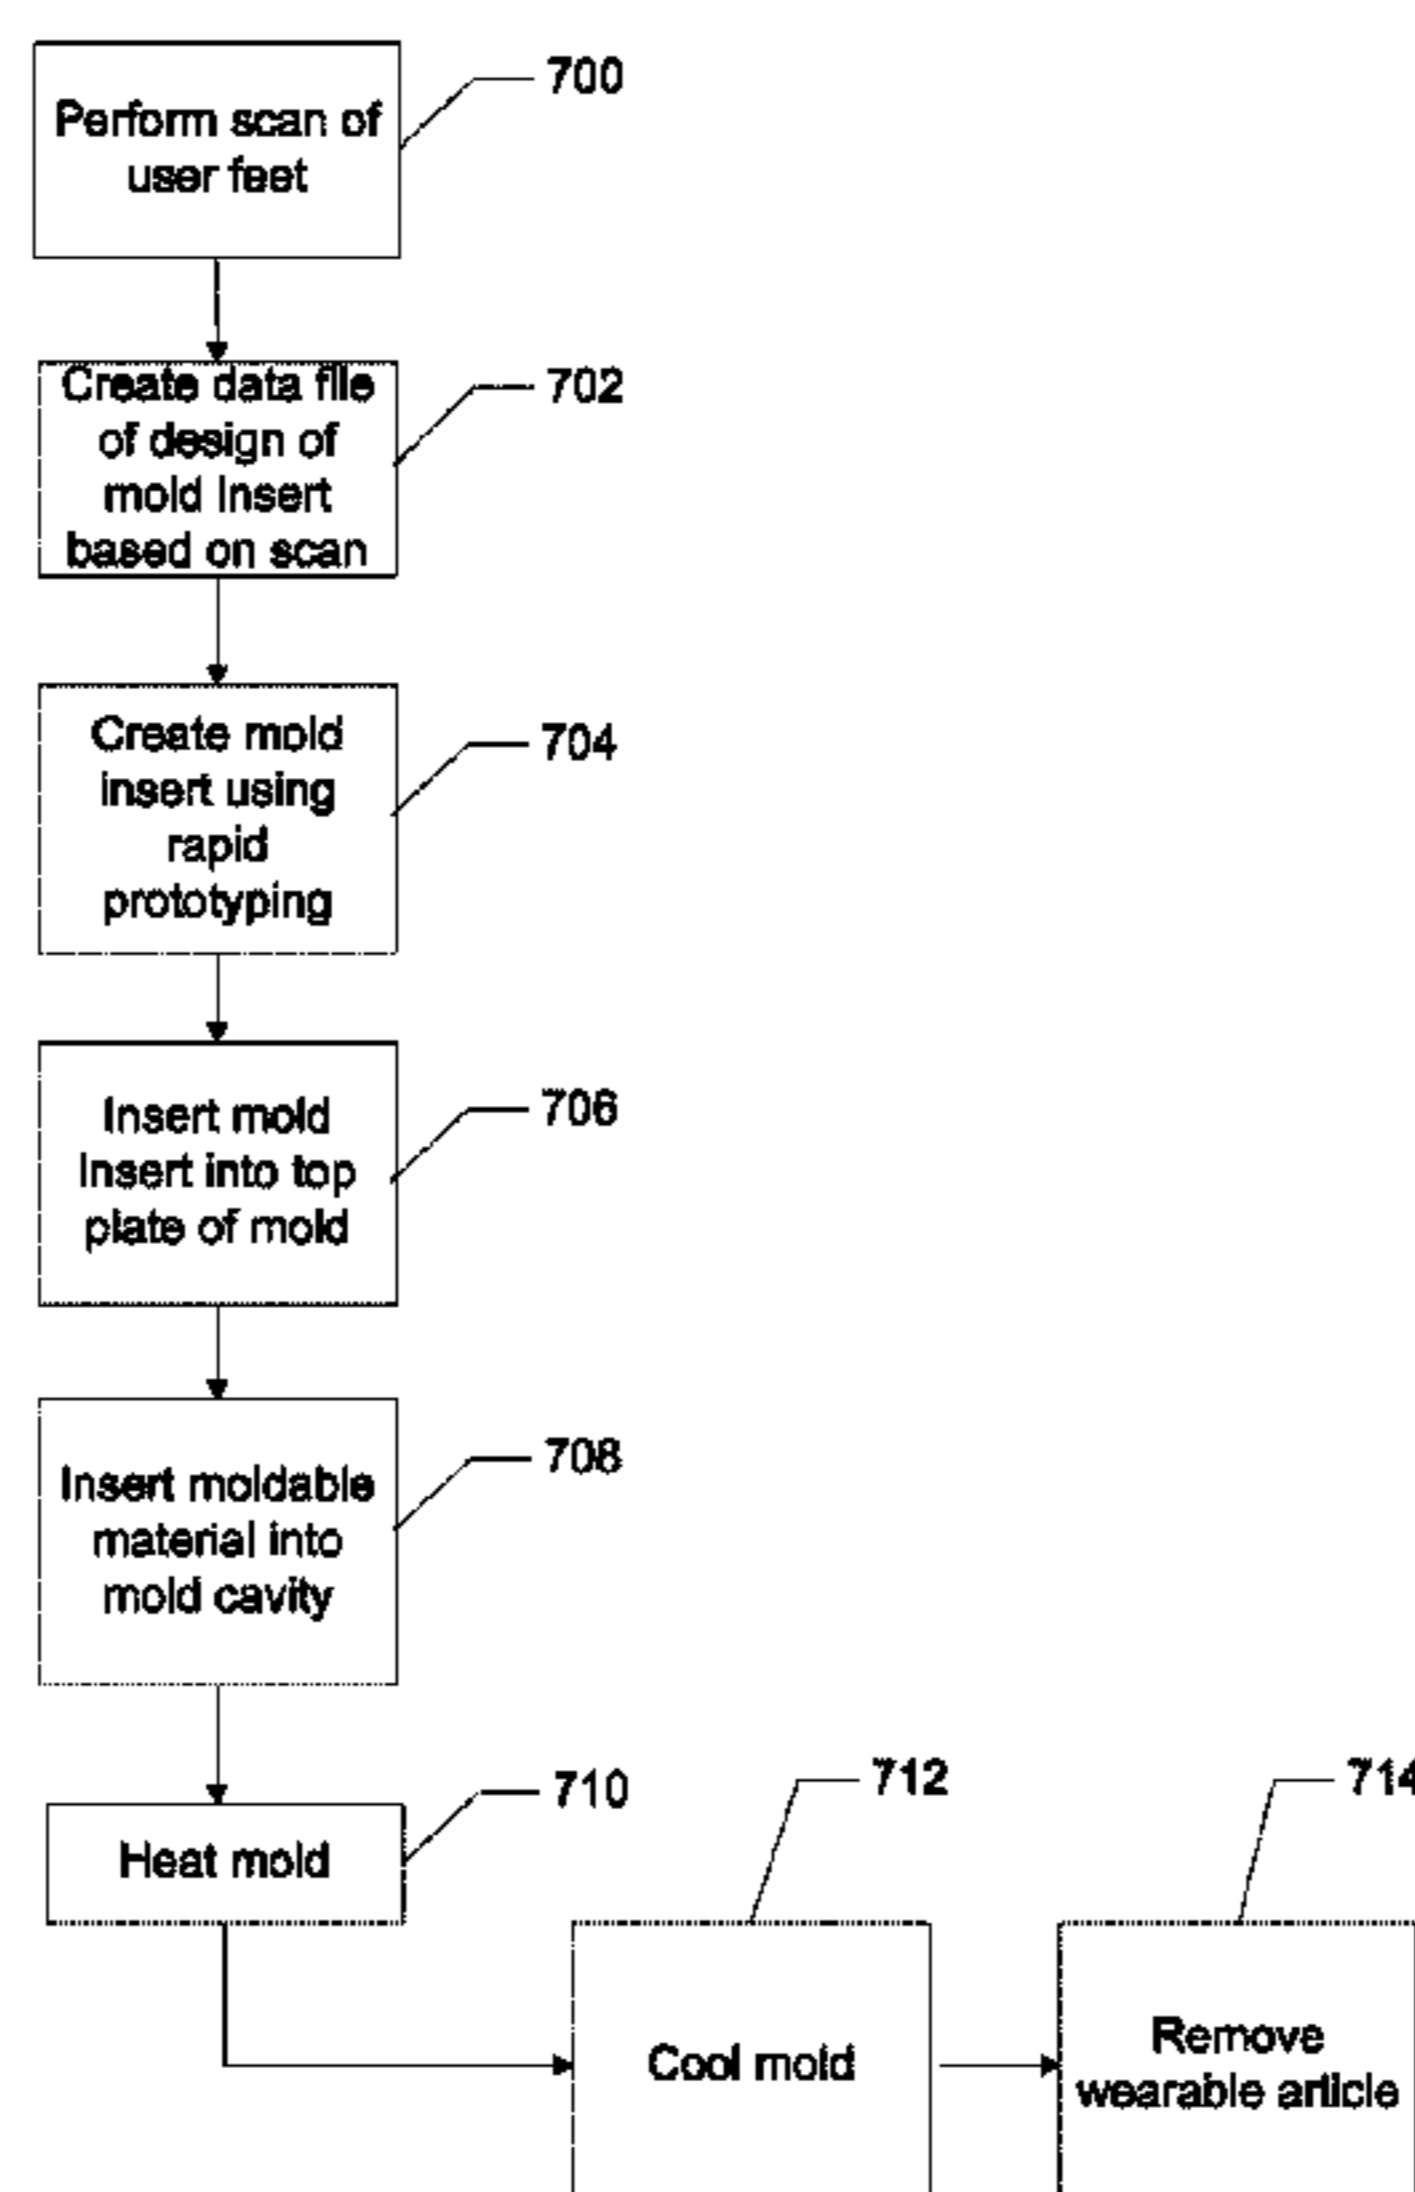 700
Perform scan of
user feet
702
Create data file
of design of
mold Insert
based on scan
704
Create mold
insert using
rapid
prototyping
706
Insert mold
Insert into top
plate of mold
708
Insert moldable
material into
mold cavity
710
Heat mold
712
Cool mold
714
Remove
wearable article